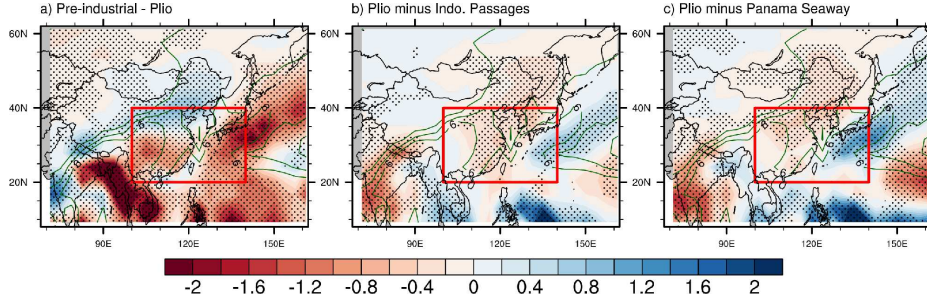 a) Pre-industrial - Plio
b) Plio minus Indo. Passages
c) Plio minus Panama Seaway
60N
60N
60N
40N
40N
40N
20N
20N
20N
90E 120E 150E
90E 120E 150E
90E 120E 150E
-2 -1.6 -1.2 -0.8 -0.4 0 0.4 0.8 1.2 1.6 2